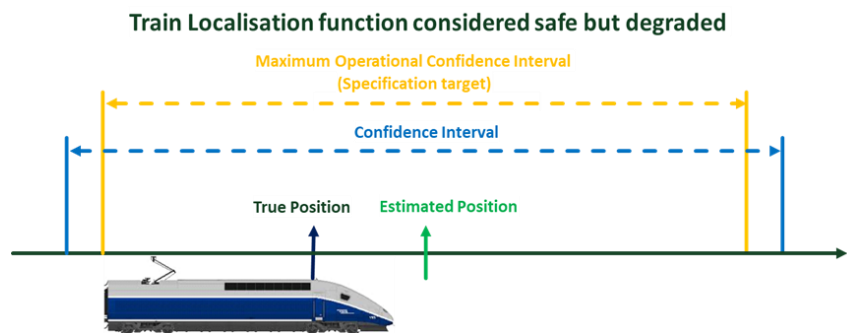 Train Localisation function considered safe but degraded
Maximum Operational Confidence Interval
(Specification target)
Confidence Interval
True Position
Estimated Position